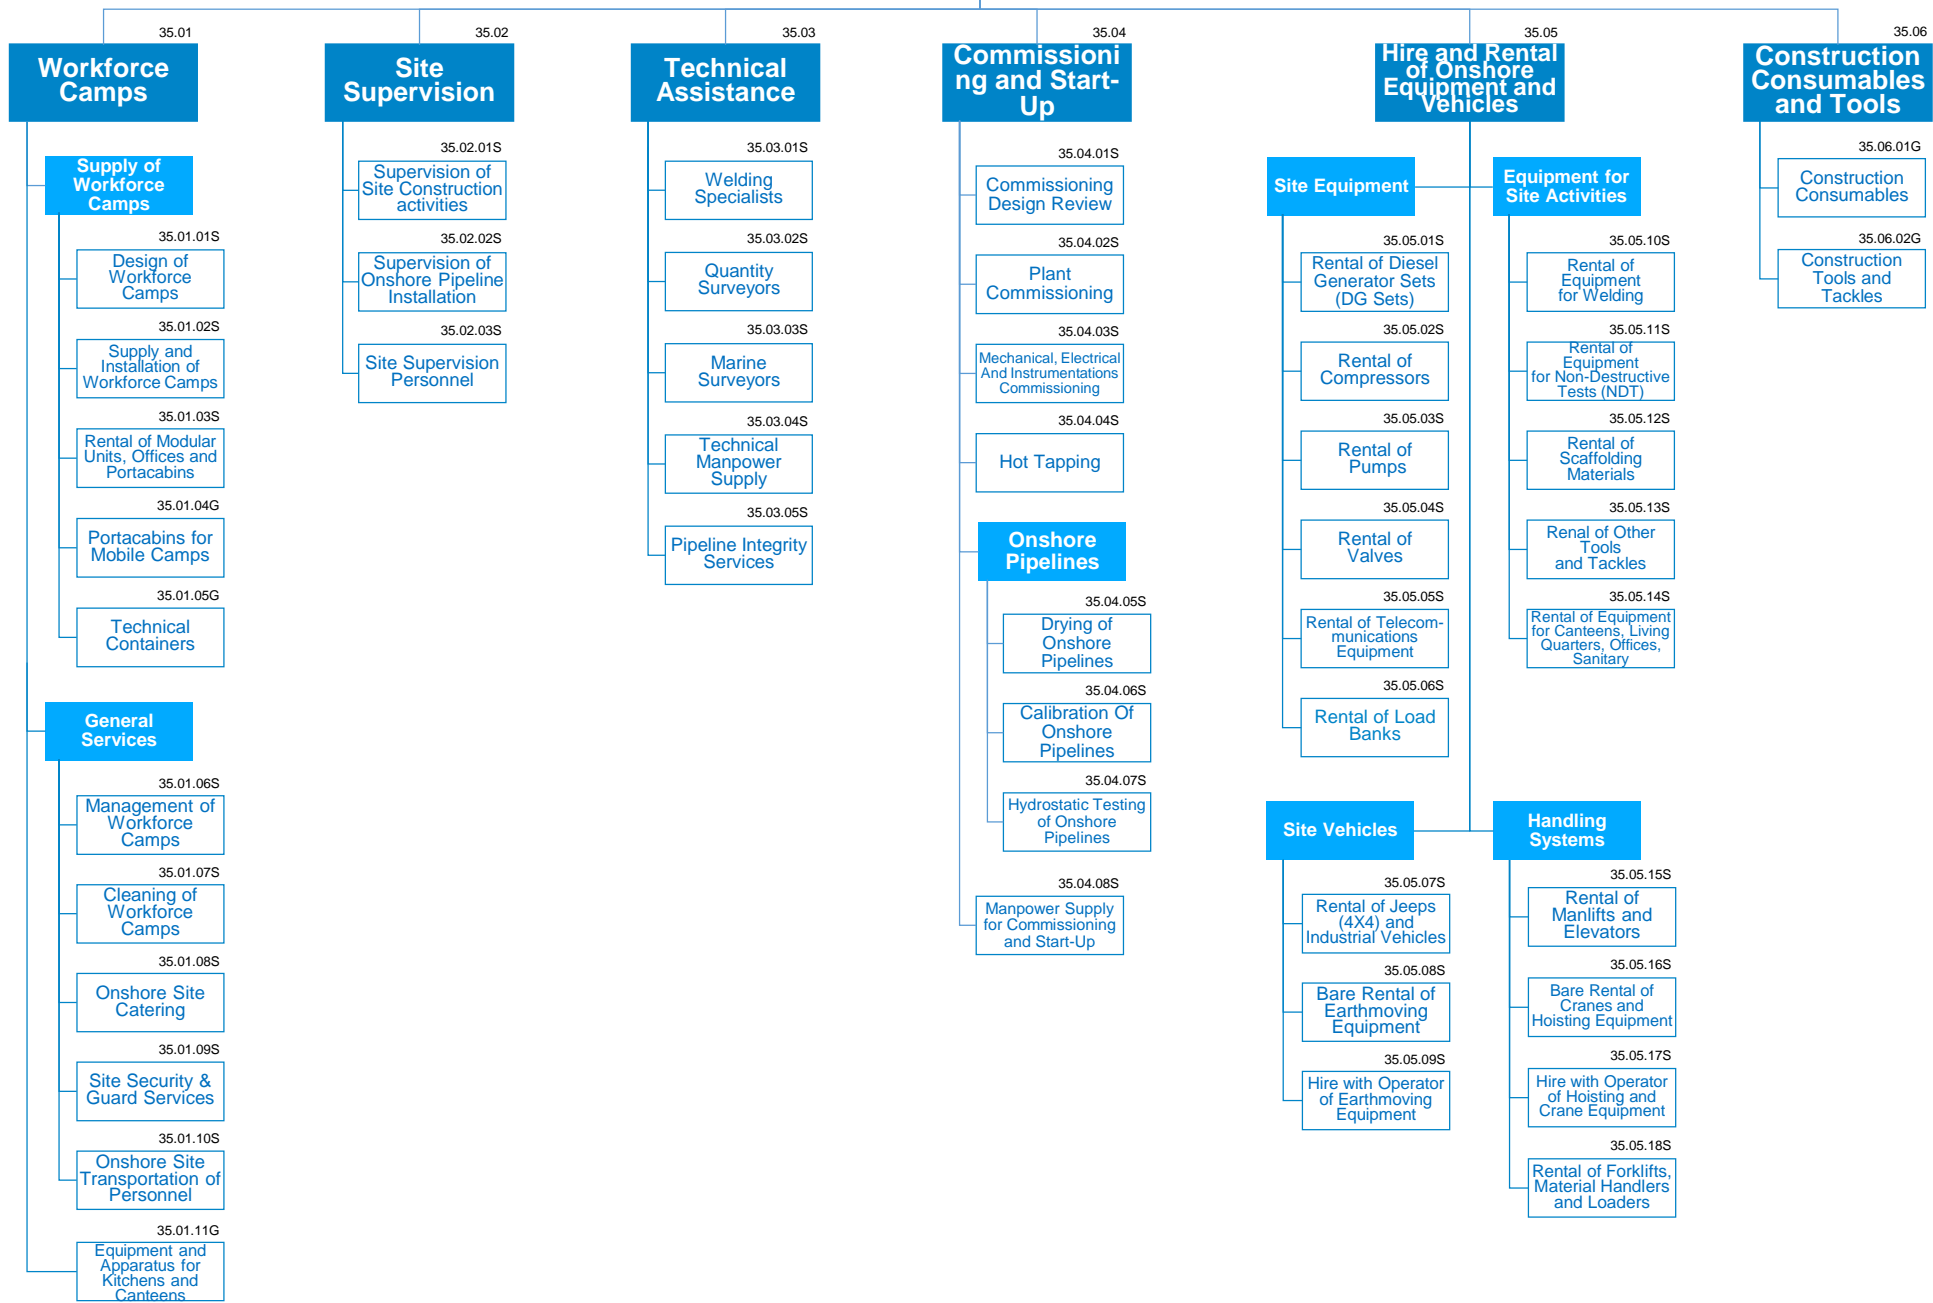 35.01
Workforce
Camps
Supply of
Workforce
Camps
35.01.01S
Design of
Workforce
Camps
35.01.02S
Supply and
Installation of
Workforce Camps
35.01.03S
Rental of Modular
Units, Offices and
Portacabins
35.01.04G
Portacabins for
Mobile Camps
35.01.05G
Technical
Containers
General
Services
35.01.06S
Management of
Workforce
Camps
35.01.07S
Cleaning of
Workforce
Camps
35.01.08S
Onshore Site
Catering
35.01.09S
Site Security &
Guard Services
35.01.10S
Onshore Site
Transportation of
Personnel
35.01.11G
Equipment and
Apparatus for
Kitchens and
Canteens
35.02
Site
Supervision
35.02.01S
Supervision of
Site Construction
activities
35.02.02S
Supervision of
Onshore Pipeline
Installation
35.02.03S
Site Supervision
Personnel
35.03
Technical
Assistance
35.03.01S
Welding
Specialists
35.03.02S
Quantity
Surveyors
35.03.03S
Marine
Surveyors
35.03.04S
Technical
Manpower
Supply
35.03.05S
Pipeline Integrity
Services
35.04
Commissioni
ng and Start-
Up
35.04.01S
Commissioning
Design Review
35.04.02S
Plant
Commissioning
35.04.03S
Mechanical, Electrical
And Instrumentations
Commissioning
35.04.04S
Hot Tapping
Onshore
Pipelines
35.04.05S
Drying of
Onshore
Pipelines
35.04.06S
Calibration Of
Onshore
Pipelines
35.04.07S
Hydrostatic Testing
of Onshore
Pipelines
35.04.08S
Manpower Supply
for Commissioning
and Start-Up
35.05
Hire and Rental
of Onshore
Equipment and
Vehicles
Site Equipment
35.05.01S
Rental of Diesel
Generator Sets
(DG Sets)
35.05.02S
Rental of
Compressors
35.05.03S
Rental of
Pumps
35.05.04S
Rental of
Valves
35.05.05S
Rental of Telecom-
munications
Equipment
35.05.06S
Rental of Load
Banks
Site Vehicles
35.05.07S
Rental of Jeeps
(4X4) and
Industrial Vehicles
35.05.08S
Bare Rental of
Earthmoving
Equipment
35.05.09S
Hire with Operator
of Earthmoving
Equipment
Equipment for
Site Activities
35.05.10S
Rental of
Equipment
for Welding
35.05.11S
Rental of
Equipment
for Non-Destructive
Tests (NDT)
35.05.12S
Rental of
Scaffolding
Materials
35.05.13S
Renal of Other
Tools
and Tackles
35.05.14S
Rental of Equipment
for Canteens, Living
Quarters, Offices,
Sanitary
Handling
Systems
35.05.15S
Rental of
Manlifts and
Elevators
35.05.16S
Bare Rental of
Cranes and
Hoisting Equipment
35.05.17S
Hire with Operator
of Hoisting and
Crane Equipment
35.05.18S
Rental of Forklifts,
Material Handlers
and Loaders
35.06
Construction
Consumables
and Tools
35.06.01G
Construction
Consumables
35.06.02G
Construction
Tools and
Tackles